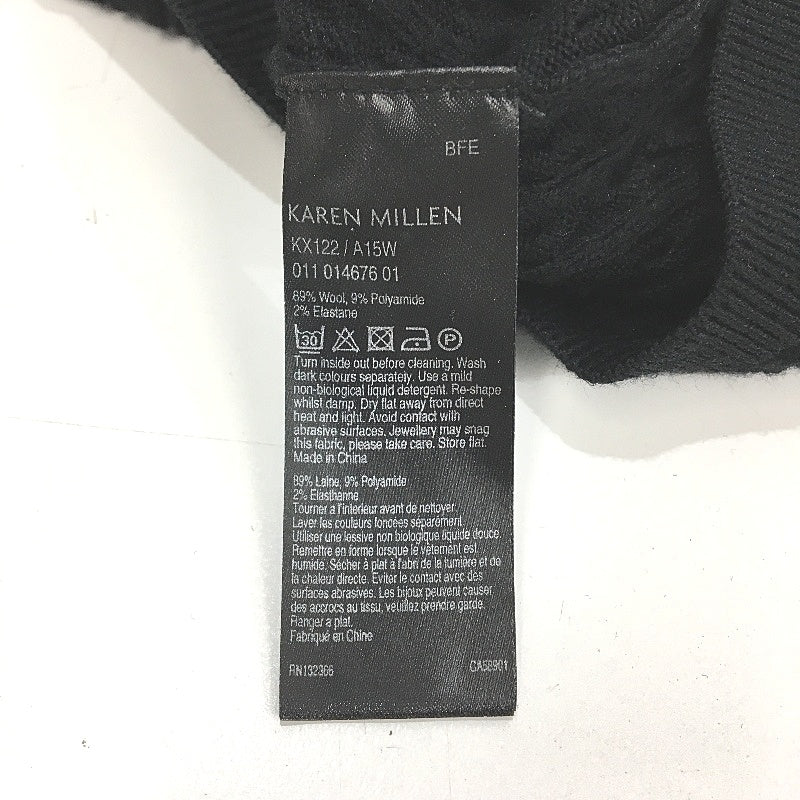 BFE
KAREN MILLEN
KX122 / A15W
011 014676 01
89% Wool, 9% Polyamide
2% Elastane
30 P
Turn inside out before cleaning. Wash
dark colours separately. Use a mild
non-biological liquid detergent. Re-shape
whilst damp. Dry flat away from direct
heat and light. Avoid contact with
abrasive surfaces. Jewellery may snag
this fabric, please take care. Store flat.
Made in China
89% Laine, 9% Polyamide
2% Elasthanne
Tourner a l'interieur avant de nettoyer.
Laver les couleurs foncées séparément.
Utiliser une lessive non biologique liquide douce.
Remettre en forme lorsque le vêtement est
humide. Sécher à plat à l'abri de la lumière et de
la chaleur directe. Eviter le contact avec des
surfaces abrasives. Les bijoux peuvent causer
des accrocs au tissu, veuillez prendre garde.
Ranger a plat.
Fabriqué en Chine
RN132366 CA58901